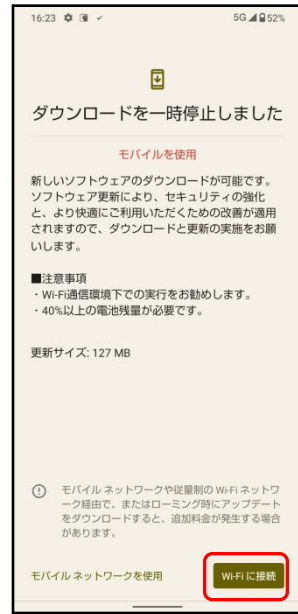 16:23 5G 52%
ダウンロードを一時停止しました
モバイルを使用
新しいソフトウェアのダウンロードが可能です。
ソフトウェア更新により、セキュリティの強化
と、より快適にご利用いただくための改善が適用
されますので、ダウンロードと更新の実施をお願
いします。
■注意事項
・Wi-Fi通信環境下での実行をお勧めします。
・40%以上の電池残量が必要です。
更新サイズ: 127 MB
モバイル ネットワークや従量制の Wi-Fi ネットワ
ーク経由で、またはローミング時にアップデート
をダウンロードすると、追加料金が発生する場合
があります。
モバイル ネットワークを使用 Wi-Fi に接続